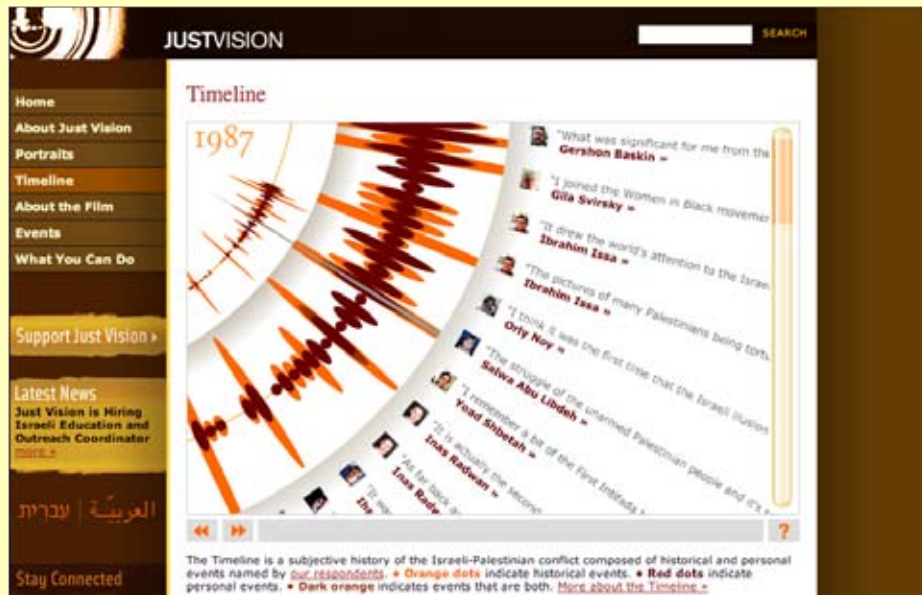 JUSTVISION
SEARCH
Home
About Just Vision
Portraits
Timeline
About the Film
Events
What You Can Do
Support Just Vision
Latest News
Just Vision is Hiring
Israeli Education and
Outreach Coordinator
more »
العربيّة | עברית
Stay Connected
Timeline
1987
"What was significant for me from the
Gershon Baskin »
"I joined the Women in Black movemen
Gila Svirsky »
"It drew the world's attention to the Israe
Ibrahim Issa »
"The pictures of many Palestinians being tortu
Ibrahim Issa »
"I think it was the first time that the Israeli illusion
Orly Noy »
"The struggle of the unarmed Palestinian people and it's
Salwa Abu Libdeh »
"I remember a bit of the First Intifada
Yoad Shbetah »
"It is actually the second
Inas Radwan »
"As far back
Inas Radw
"It wa
?
The Timeline is a subjective history of the Israeli-Palestinian conflict composed of historical and personal
events named by our respondents. • Orange dots indicate historical events. • Red dots indicate
personal events. • Dark orange indicates events that are both. More about the Timeline »